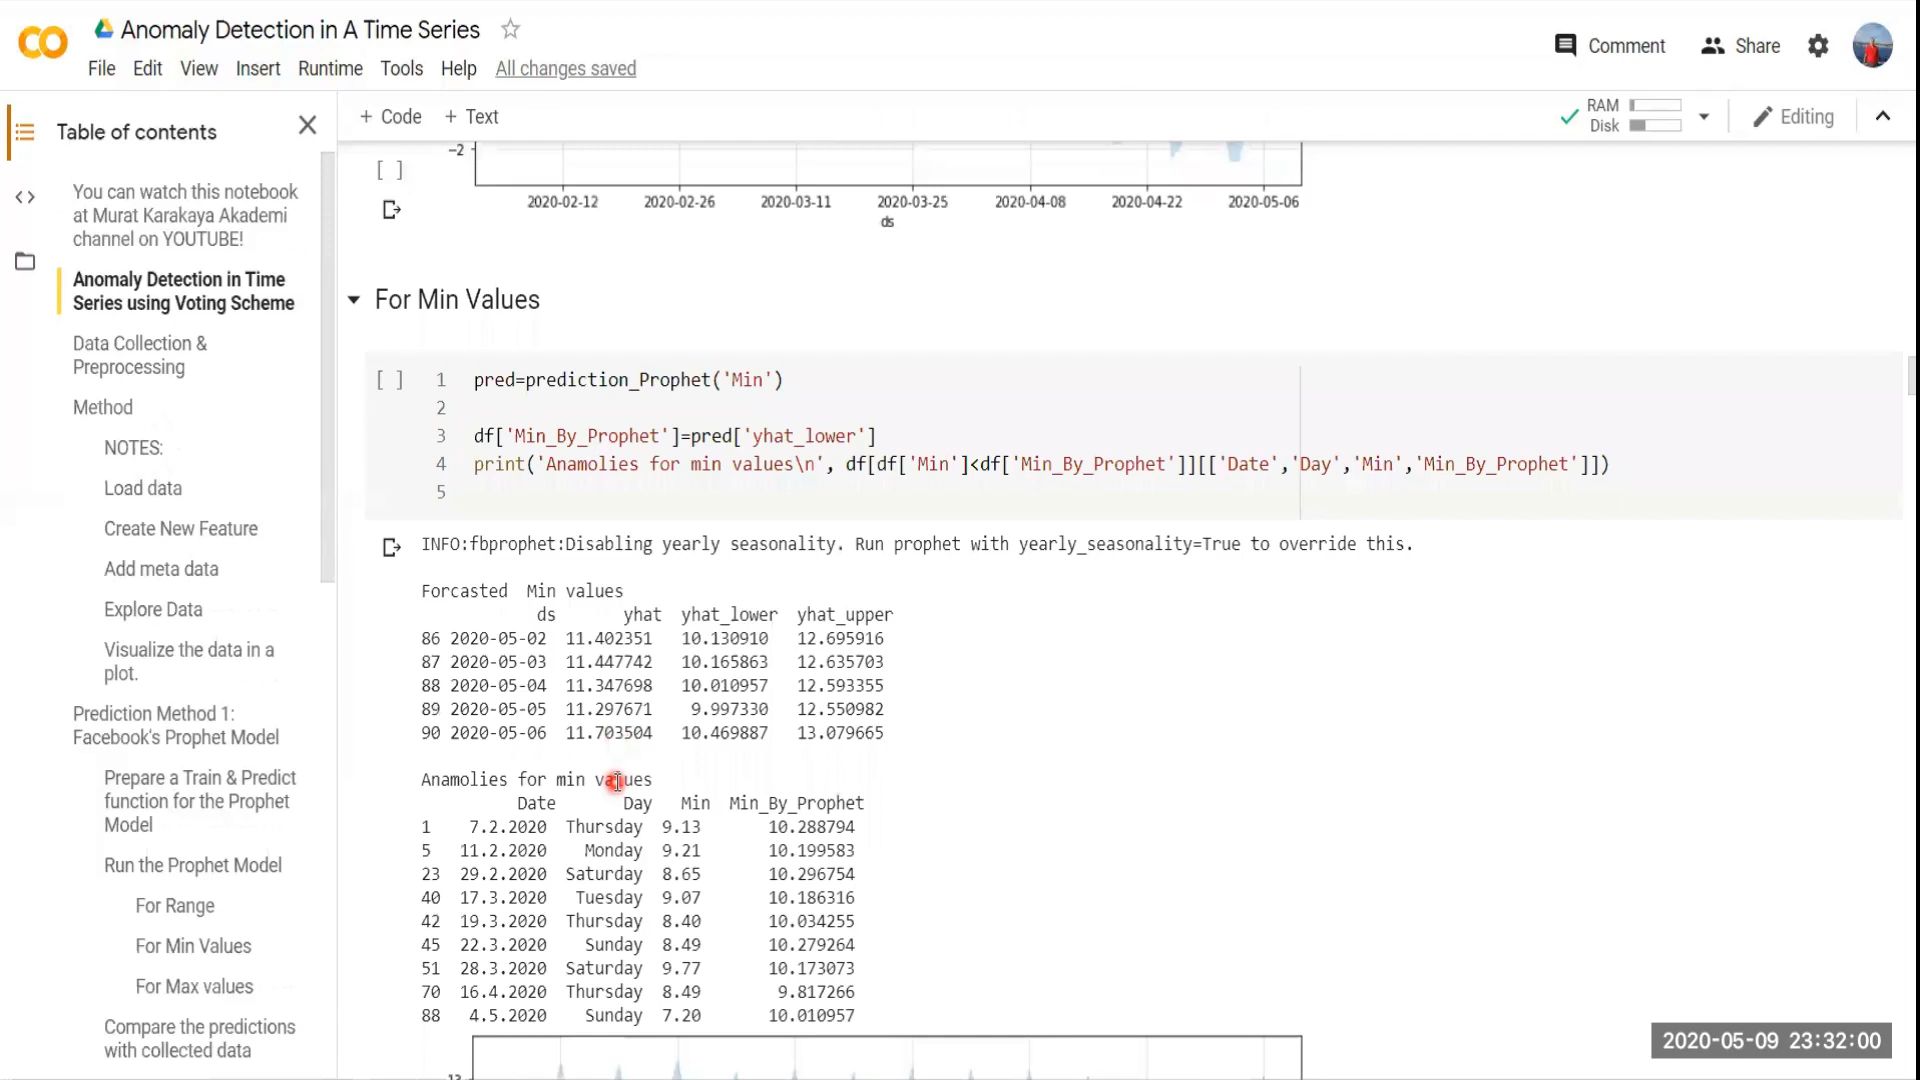 Anomaly Detection in A Time Series
Comment
Share
File Edit View Insert Runtime Tools Help All changes saved
Table of contents
+ Code + Text
RAM
Disk
Editing
You can watch this notebook
at Murat Karakaya Akademi
channel on YOUTUBE!
Anomaly Detection in Time
Series using Voting Scheme
Data Collection &
Preprocessing
Method
NOTES:
Load data
Create New Feature
Add meta data
Explore Data
Visualize the data in a
plot.
Prediction Method 1:
Facebook's Prophet Model
Prepare a Train & Predict
function for the Prophet
Model
Run the Prophet Model
For Range
For Min Values
For Max values
Compare the predictions
with collected data
[ ]
−2
2020-02-12 2020-02-26 2020-03-11 2020-03-25 2020-04-08 2020-04-22 2020-05-06
ds
For Min Values
[ ] 1 pred=prediction_Prophet('Min')
2
3 df['Min_By_Prophet']=pred['yhat_lower']
4 print('Anamolies for min values\n', df[df['Min']<df['Min_By_Prophet']][['Date','Day','Min','Min_By_Prophet']])
5
INFO:fbprophet:Disabling yearly seasonality. Run prophet with yearly_seasonality=True to override this.
Forcasted Min values
ds yhat yhat_lower yhat_upper
86 2020-05-02 11.402351 10.130910 12.695916
87 2020-05-03 11.447742 10.165863 12.635703
88 2020-05-04 11.347698 10.010957 12.593355
89 2020-05-05 11.297671 9.997330 12.550982
90 2020-05-06 11.703504 10.469887 13.079665
Anamolies for min values
Date Day Min Min_By_Prophet
1 7.2.2020 Thursday 9.13 10.288794
5 11.2.2020 Monday 9.21 10.199583
23 29.2.2020 Saturday 8.65 10.296754
40 17.3.2020 Tuesday 9.07 10.186316
42 19.3.2020 Thursday 8.40 10.034255
45 22.3.2020 Sunday 8.49 10.279264
51 28.3.2020 Saturday 9.77 10.173073
70 16.4.2020 Thursday 8.49 9.817266
88 4.5.2020 Sunday 7.20 10.010957
13
2020-05-09 23:32:00